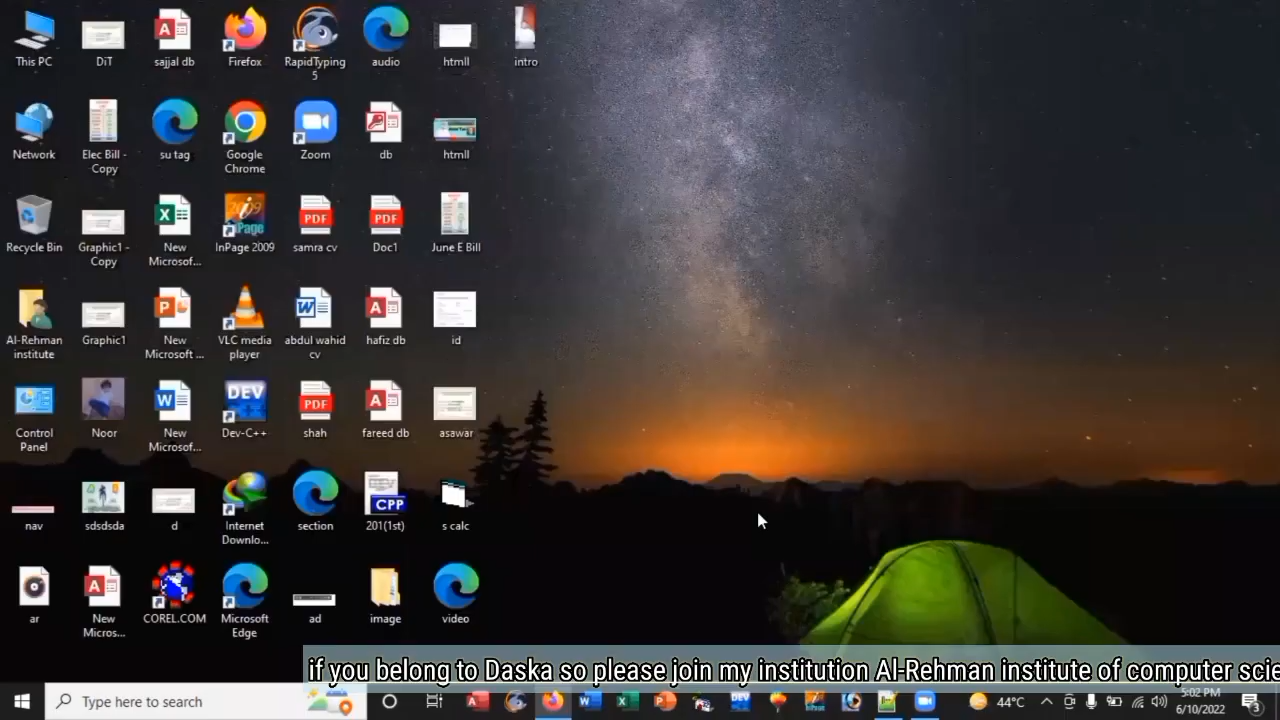 This PC
DiT
sajjal db
Firefox
RapidTyping
5
audio
htmll
intro
Network
Elec Bill -
Copy
su tag
Google
Chrome
Zoom
db
htmll
Recycle Bin
Graphic1 -
Copy
New
Microsof...
InPage 2009
samra cv
Doc1
June E Bill
Al-Rehman
institute
Graphic1
New
Microsoft ...
VLC media
player
abdul wahid
cv
hafiz db
id
Control
Panel
Noor
New
Microsof...
Dev-C++
shah
fareed db
asawar
nav
sdsdsda
d
Internet
Downlo...
section
201(1st)
s calc
ar
New
Micros...
COREL.COM
Microsoft
Edge
ad
image
video
if you belong to Daska so please join my institution Al-Rehman institute of computer scie
Type here to search
44°C
5:02 PM
6/10/2022
3